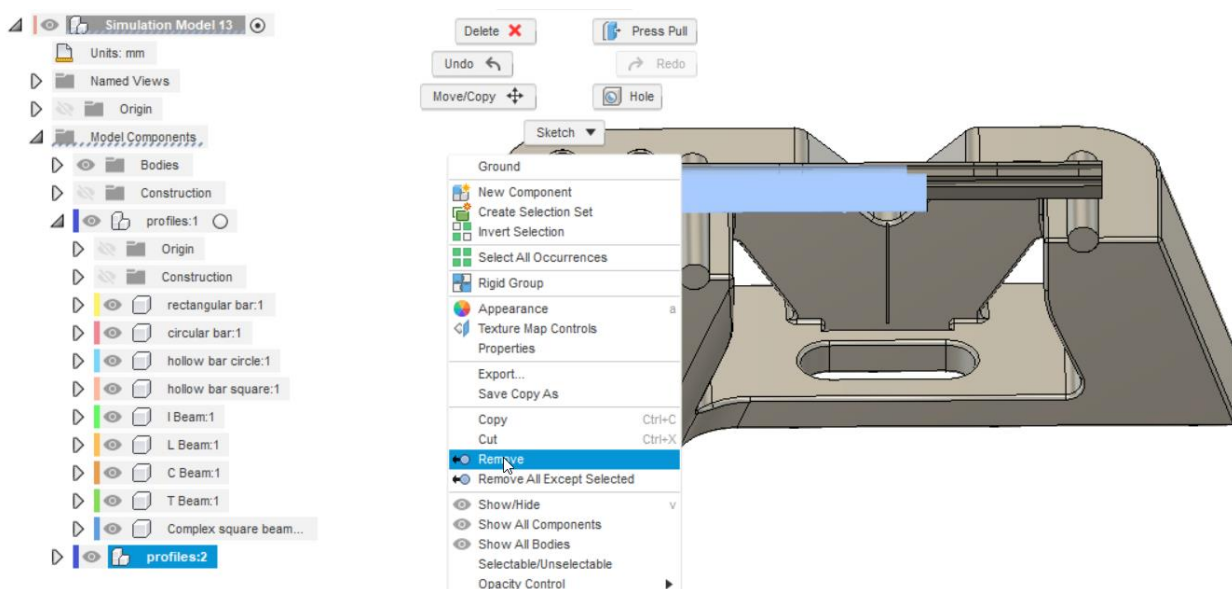 Simulation Model 13
Units: mm
Named Views
Origin
Model Components
Bodies
Construction
profiles:1
Origin
Construction
rectangular bar:1
circular bar:1
hollow bar circle:1
hollow bar square:1
I Beam:1
L Beam:1
C Beam:1
T Beam:1
Complex square beam...
profiles:2
Delete
Press Pull
Undo
Redo
Move/Copy
Hole
Sketch
Ground
New Component
Create Selection Set
Invert Selection
Select All Occurrences
Rigid Group
Appearance a
Texture Map Controls
Properties
Export...
Save Copy As
Copy Ctrl+C
Cut Ctrl+X
Remove
Remove All Except Selected
Show/Hide v
Show All Components
Show All Bodies
Selectable/Unselectable
Opacity Control